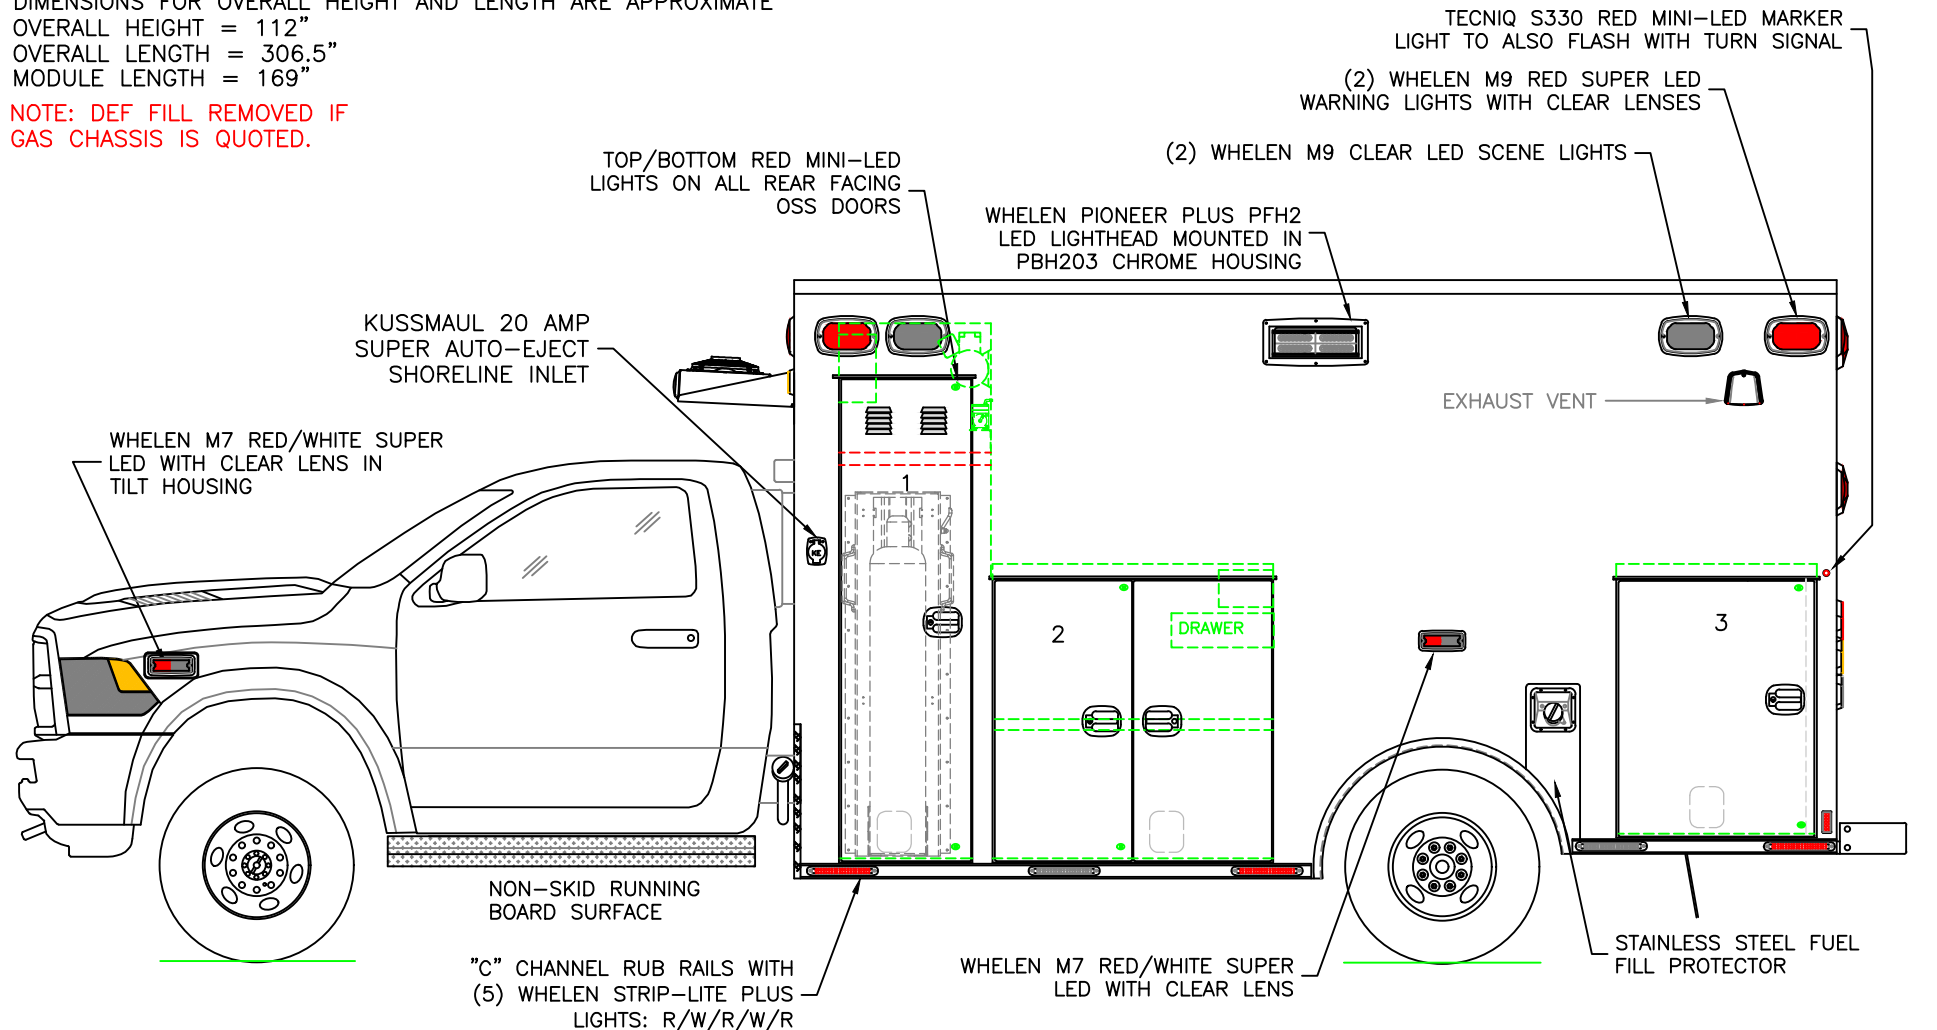 DIMENSIONS FOR OVERALL HEIGHT AND LENGTH ARE APPROXIMATE
OVERALL HEIGHT = 112"
OVERALL LENGTH = 306.5"
MODULE LENGTH = 169"
NOTE: DEF FILL REMOVED IF
GAS CHASSIS IS QUOTED.
TECNIQ S330 RED MINI-LED MARKER
LIGHT TO ALSO FLASH WITH TURN SIGNAL
(2) WHELEN M9 RED SUPER LED
WARNING LIGHTS WITH CLEAR LENSES
(2) WHELEN M9 CLEAR LED SCENE LIGHTS
TOP/BOTTOM RED MINI-LED
LIGHTS ON ALL REAR FACING
OSS DOORS
WHELEN PIONEER PLUS PFH2
LED LIGHTHEAD MOUNTED IN
PBH203 CHROME HOUSING
KUSSMAUL 20 AMP
SUPER AUTO-EJECT
SHORELINE INLET
EXHAUST VENT
WHELEN M7 RED/WHITE SUPER
LED WITH CLEAR LENS IN
TILT HOUSING
1
KE
2
DRAWER
3
NON-SKID RUNNING
BOARD SURFACE
"C" CHANNEL RUB RAILS WITH
(5) WHELEN STRIP-LITE PLUS
LIGHTS: R/W/R/W/R
WHELEN M7 RED/WHITE SUPER
LED WITH CLEAR LENS
STAINLESS STEEL FUEL
FILL PROTECTOR